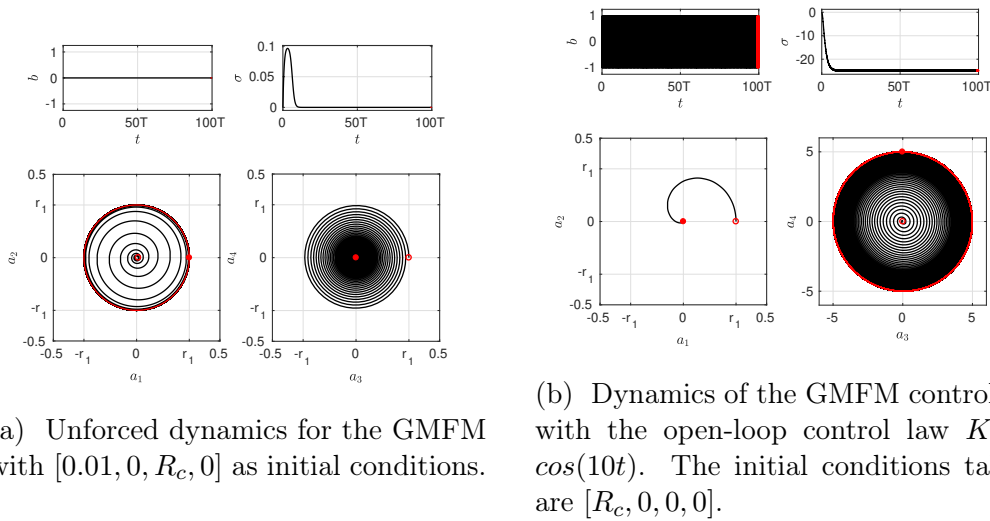 1
0
-1
b
0 50T 100T
t
0.1
0.05
0
σ
0 50T 100T
t
0.5
r1
0
-r1
-0.5
a2
-0.5 -r1 0 r1 0.5
a1
0.5
r1
0
-r1
-0.5
a4
-0.5 -r1 0 r1 0.5
a3
a) Unforced dynamics for the GMFM
with [0.01, 0, Rc, 0] as initial conditions.
1
0
-1
b
0 50T 100T
t
0
-10
-20
σ
0 50T 100T
t
0.5
r1
0
-r1
-0.5
a2
-0.5 -r1 0 r1 0.5
a1
5
0
-5
a4
-5 0 5
a3
(b) Dynamics of the GMFM control
with the open-loop control law K
cos(10t). The initial conditions ta
are [Rc, 0, 0, 0].